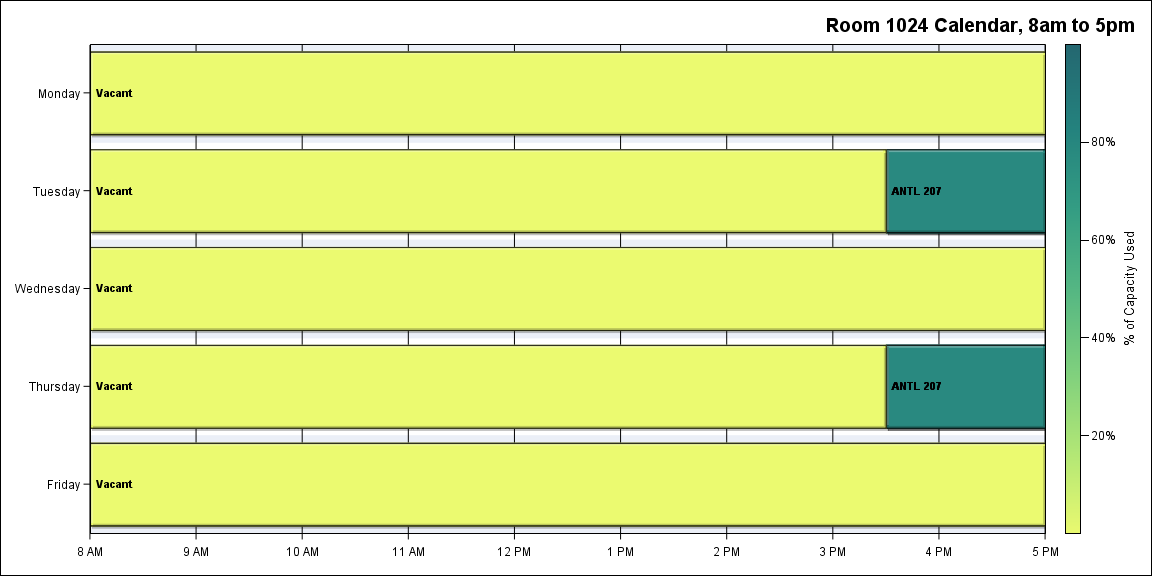 Room 1024 Calendar, 8am to 5pm
Monday
Vacant
Tuesday
Vacant
ANTL 207
Wednesday
Vacant
Thursday
Vacant
ANTL 207
Friday
Vacant
8 AM 9 AM 10 AM 11 AM 12 PM 1 PM 2 PM 3 PM 4 PM 5 PM
80%
60%
40%
20%
% of Capacity Used